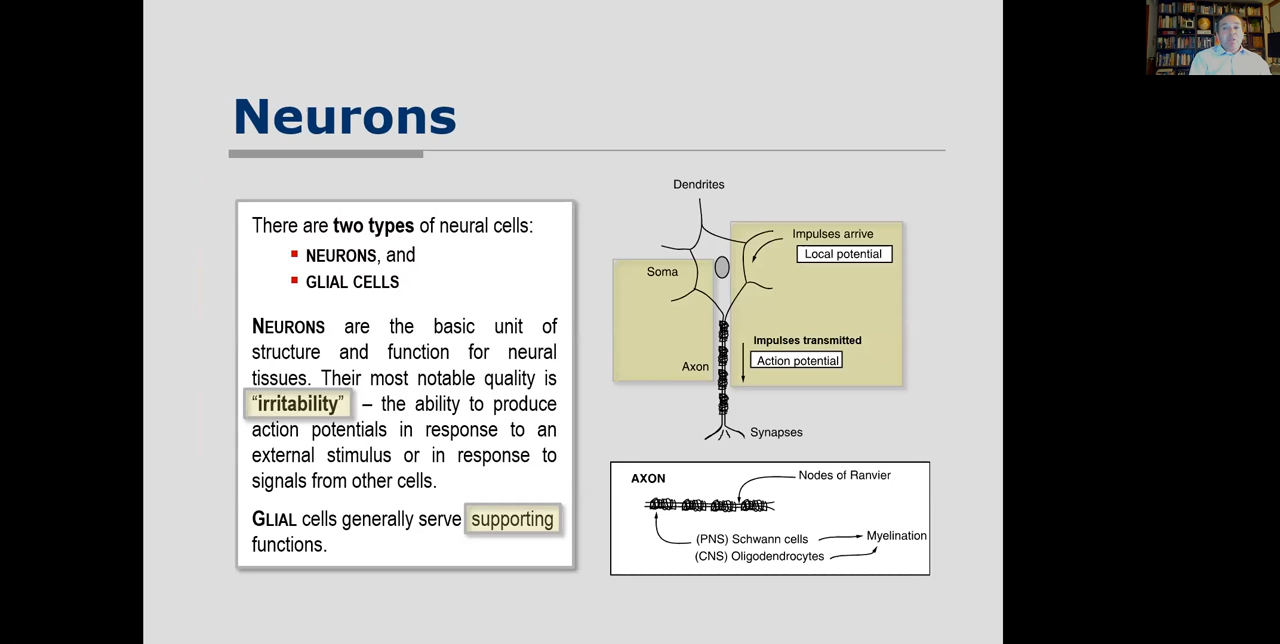 Neurons
There are two types of neural cells:
NEURONS, and
GLIAL CELLS
NEURONS are the basic unit of
structure and function for neural
tissues. Their most notable quality is
“irritability” – the ability to produce
action potentials in response to an
external stimulus or in response to
signals from other cells.
GLIAL cells generally serve supporting
functions.
Dendrites
Impulses arrive
Local potential
Soma
Impulses transmitted
Action potential
Axon
Synapses
AXON
Nodes of Ranvier
(PNS) Schwann cells
Myelination
(CNS) Oligodendrocytes